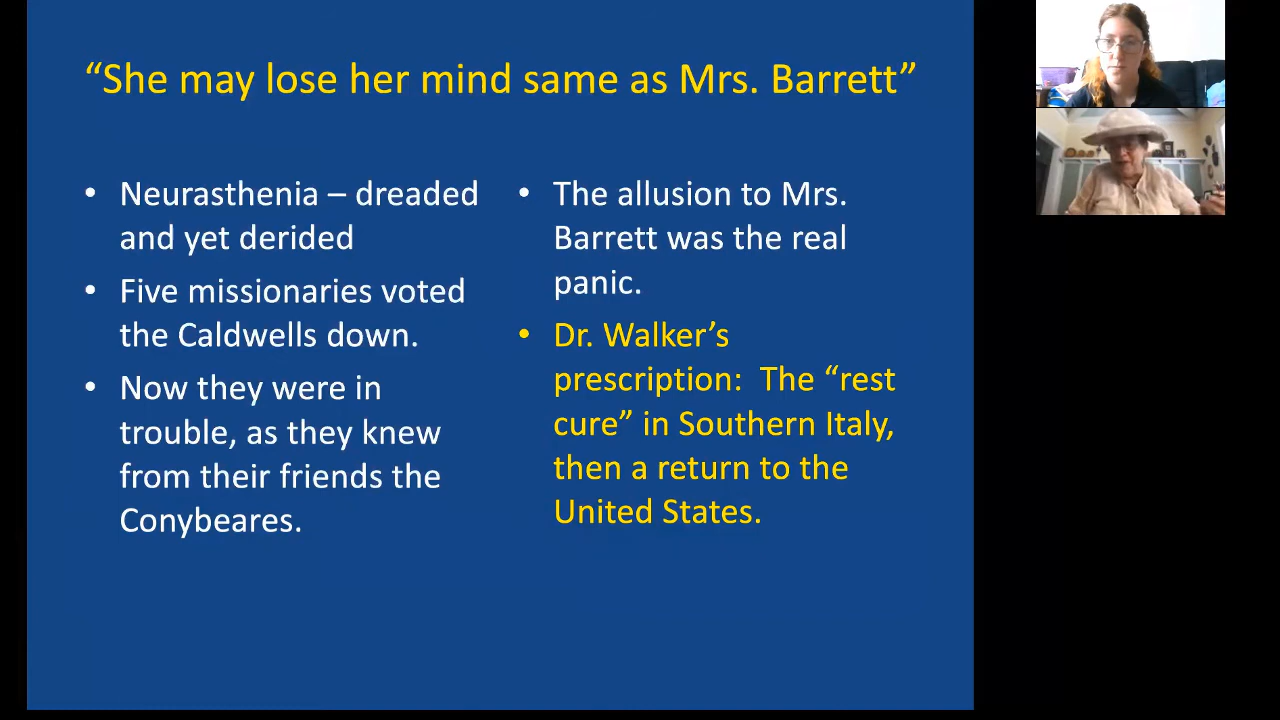 “She may lose her mind same as Mrs. Barrett”
• Neurasthenia – dreaded
and yet derided
• Five missionaries voted
the Caldwells down.
• Now they were in
trouble, as they knew
from their friends the
Conybeares.
• The allusion to Mrs.
Barrett was the real
panic.
• Dr. Walker’s
prescription:  The “rest
cure” in Southern Italy,
then a return to the
United States.